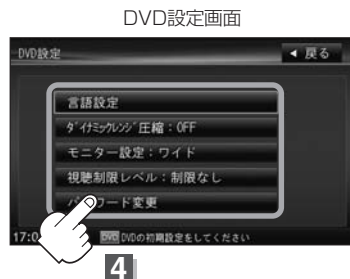 DVD設定画面
DVD設定
◀ 戻る
言語設定
ﾀﾞｲﾅﾐｯｸﾚﾝｼﾞ圧縮：OFF
モニター設定：ワイド
視聴制限レベル：制限なし
ード変更
DVD DVDの初期設定をしてください
4